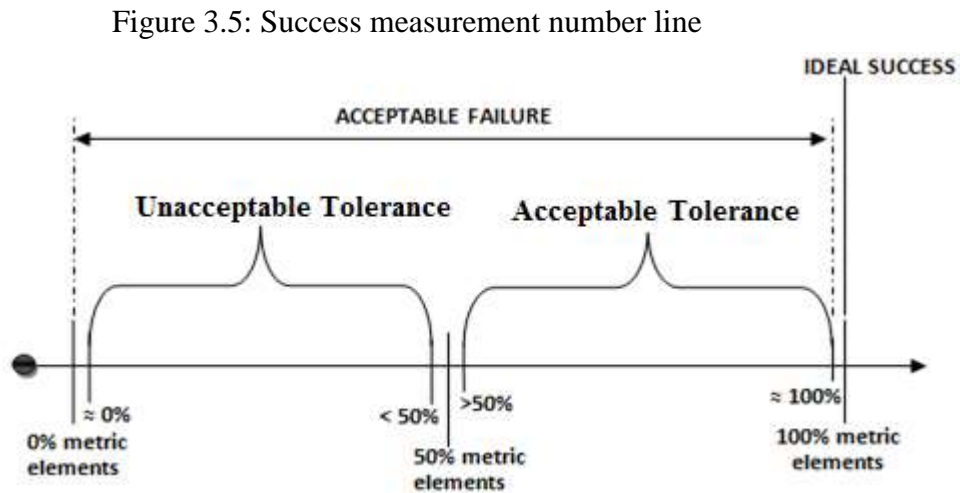 Figure 3.5: Success measurement number line
IDEAL SUCCESS
ACCEPTABLE FAILURE
Unacceptable Tolerance
Acceptable Tolerance
≈ 0%
< 50%
>50%
≈ 100%
0% metric
elements
50% metric
elements
100% metric
elements